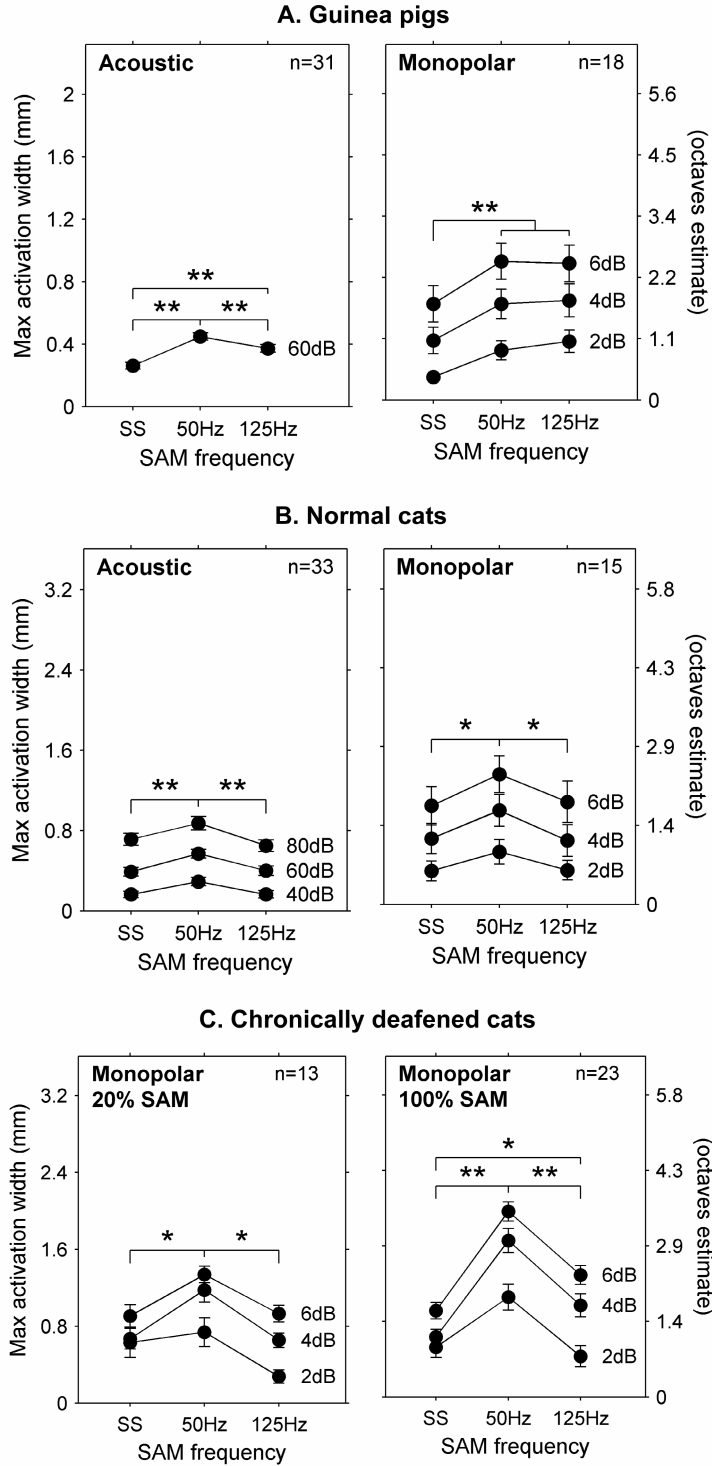 A. Guinea pigs
Acoustic n=31
Monopolar n=18
Max activation width (mm)
2
1.6
1.2
0.8
0.4
0
** 
** **
60dB
SS 50Hz 125Hz
SAM frequency
**
6dB
4dB
2dB
SS 50Hz 125Hz
SAM frequency
5.6
4.5
3.4
2.2
1.1
0
(octaves estimate)
B. Normal cats
Acoustic n=33
Monopolar n=15
Max activation width (mm)
3.2
2.4
1.6
0.8
0
** **
80dB
60dB
40dB
SS 50Hz 125Hz
SAM frequency
* *
6dB
4dB
2dB
SS 50Hz 125Hz
SAM frequency
5.8
4.3
2.9
1.4
0
(octaves estimate)
C. Chronically deafened cats
Monopolar n=13
20% SAM
Monopolar n=23
100% SAM
Max activation width (mm)
3.2
2.4
1.6
0.8
0
* *
6dB
4dB
2dB
SS 50Hz 125Hz
SAM frequency
*
** **
6dB
4dB
2dB
SS 50Hz 125Hz
SAM frequency
5.8
4.3
2.9
1.4
0
(octaves estimate)